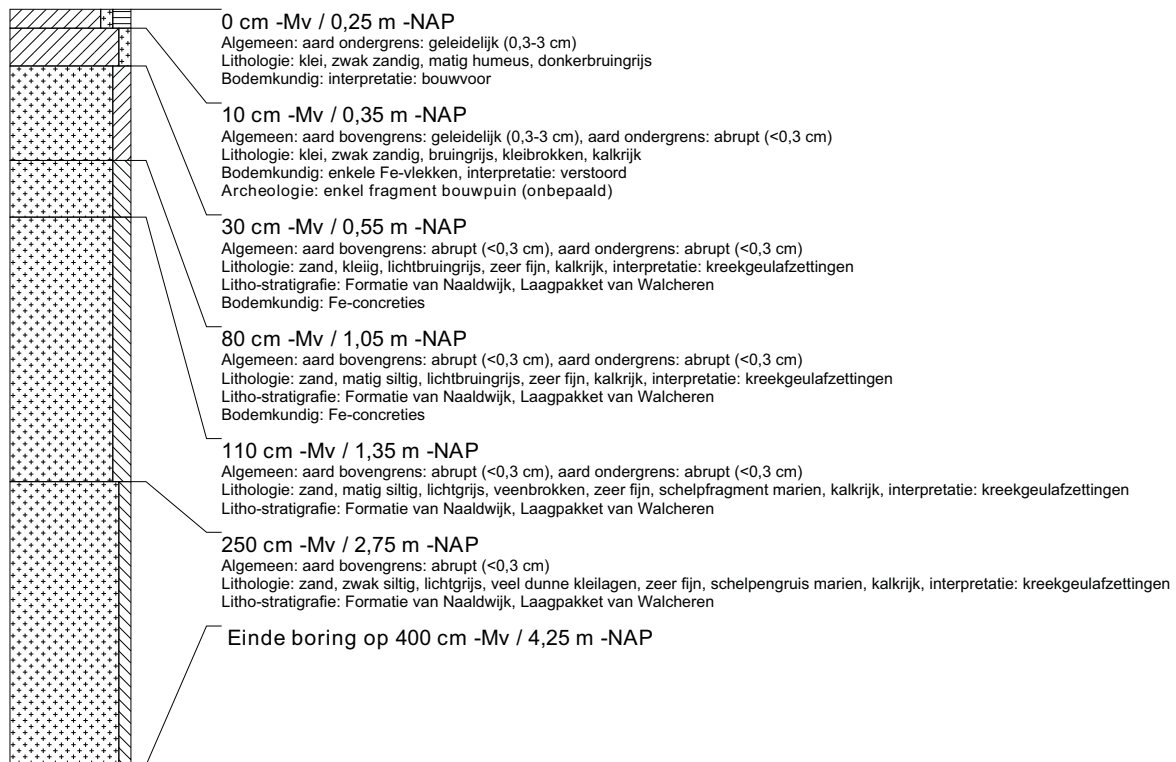 0 cm -Mv / 0,25 m -NAP
Algemeen: aard ondergrens: geleidelijk (0,3-3 cm)
Lithologie: klei, zwak zandig, matig humeus, donkerbruingrijs
Bodemkundig: interpretatie: bouwvoor
10 cm -Mv / 0,35 m -NAP
Algemeen: aard bovengrens: geleidelijk (0,3-3 cm), aard ondergrens: abrupt (<0,3 cm)
Lithologie: klei, zwak zandig, bruingrijs, kleibrokken, kalkrijk
Bodemkundig: enkele Fe-vlekken, interpretatie: verstoord
Archeologie: enkel fragment bouwpuin (onbepaald)
30 cm -Mv / 0,55 m -NAP
Algemeen: aard bovengrens: abrupt (<0,3 cm), aard ondergrens: abrupt (<0,3 cm)
Lithologie: zand, kleiig, lichtbruingrijs, zeer fijn, kalkrijk, interpretatie: kreekgeulafzettingen
Litho-stratigrafie: Formatie van Naaldwijk, Laagpakket van Walcheren
Bodemkundig: Fe-concreties
80 cm -Mv / 1,05 m -NAP
Algemeen: aard bovengrens: abrupt (<0,3 cm), aard ondergrens: abrupt (<0,3 cm)
Lithologie: zand, matig siltig, lichtbruingrijs, zeer fijn, kalkrijk, interpretatie: kreekgeulafzettingen
Litho-stratigrafie: Formatie van Naaldwijk, Laagpakket van Walcheren
Bodemkundig: Fe-concreties
110 cm -Mv / 1,35 m -NAP
Algemeen: aard bovengrens: abrupt (<0,3 cm), aard ondergrens: abrupt (<0,3 cm)
Lithologie: zand, matig siltig, lichtgrijs, veenbrokken, zeer fijn, schelpfragment marien, kalkrijk, interpretatie: kreekgeulafzettingen
Litho-stratigrafie: Formatie van Naaldwijk, Laagpakket van Walcheren
250 cm -Mv / 2,75 m -NAP
Algemeen: aard bovengrens: abrupt (<0,3 cm)
Lithologie: zand, zwak siltig, lichtgrijs, veel dunne kleilagen, zeer fijn, schelpengruis marien, kalkrijk, interpretatie: kreekgeulafzettingen
Litho-stratigrafie: Formatie van Naaldwijk, Laagpakket van Walcheren
Einde boring op 400 cm -Mv / 4,25 m -NAP